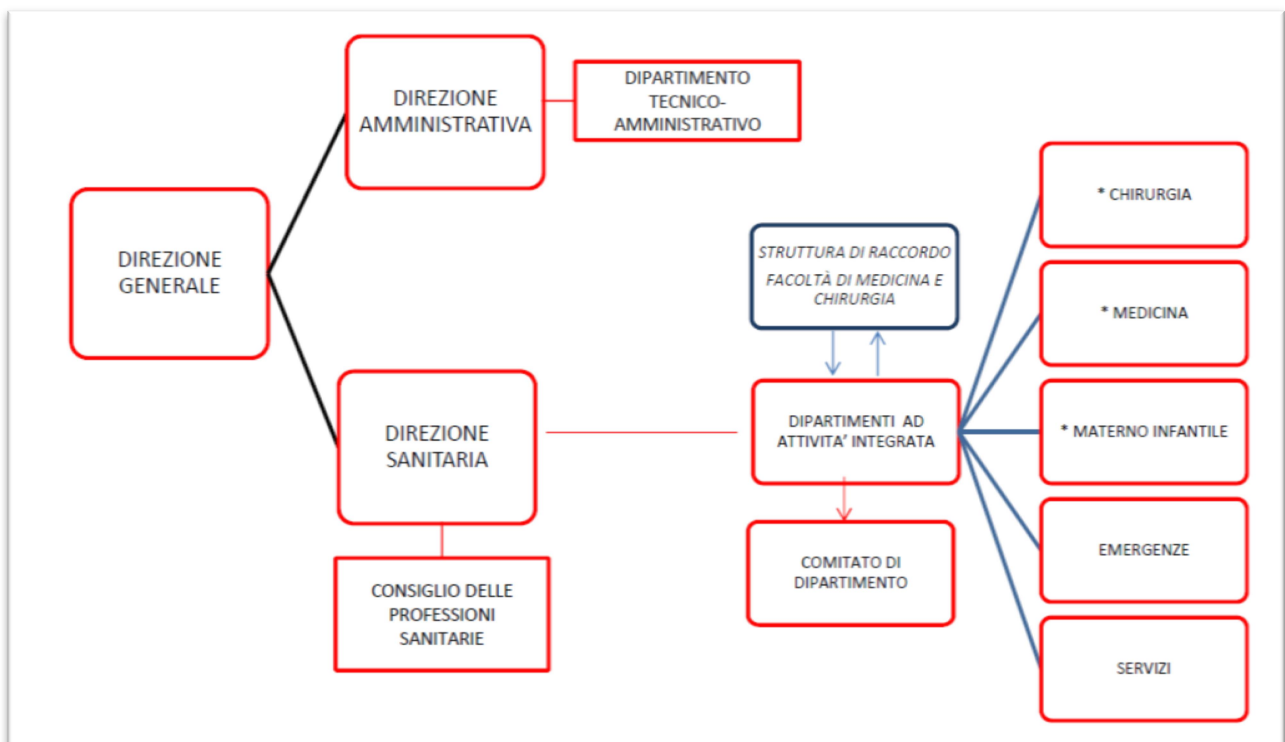 DIREZIONE
AMMINISTRATIVA
DIPARTIMENTO
TECNICO-
AMMINISTRATIVO
DIREZIONE
GENERALE
STRUTTURA DI RACCORDO
FACOLTÀ DI MEDICINA E
CHIRURGIA
DIREZIONE
SANITARIA
DIPARTIMENTI AD
ATTIVITA’ INTEGRATA
CONSIGLIO DELLE
PROFESSIONI
SANITARIE
COMITATO DI
DIPARTIMENTO
* CHIRURGIA
* MEDICINA
* MATERNO INFANTILE
EMERGENZE
SERVIZI